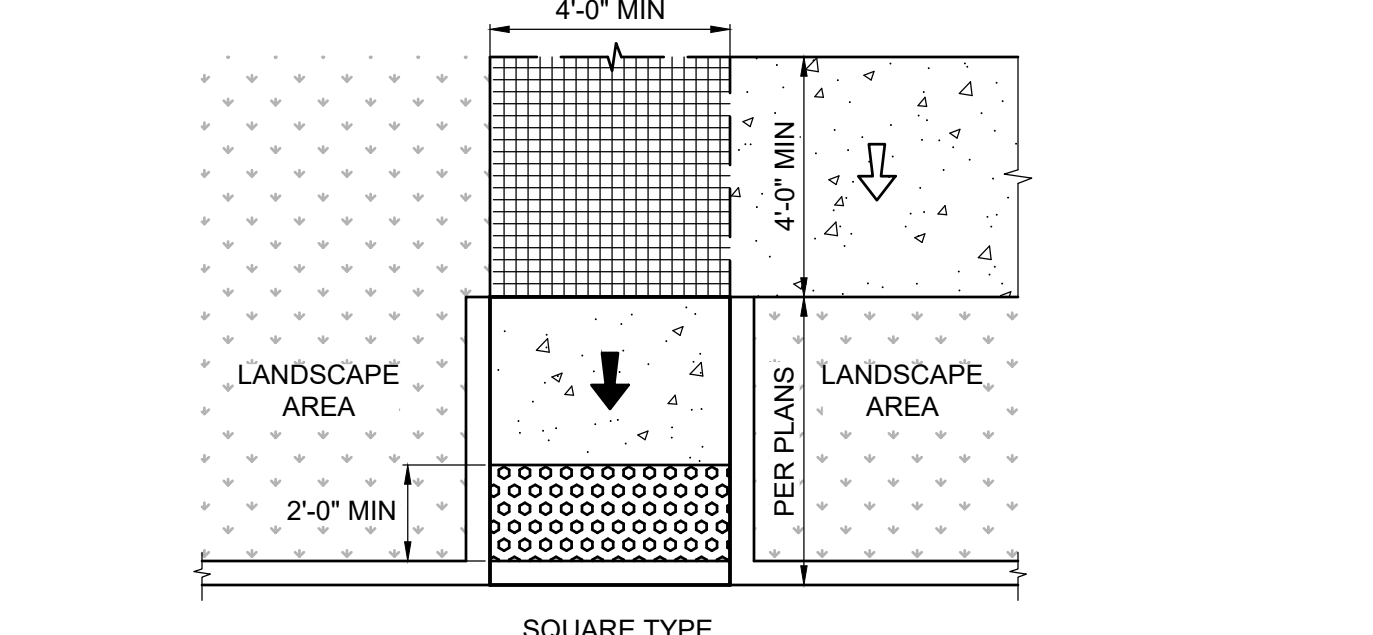 4'-0" MIN
4'-0" MIN
LANDSCAPE
AREA
PER PLANS
LANDSCAPE
AREA
2'-0" MIN
SQUARE TYPE